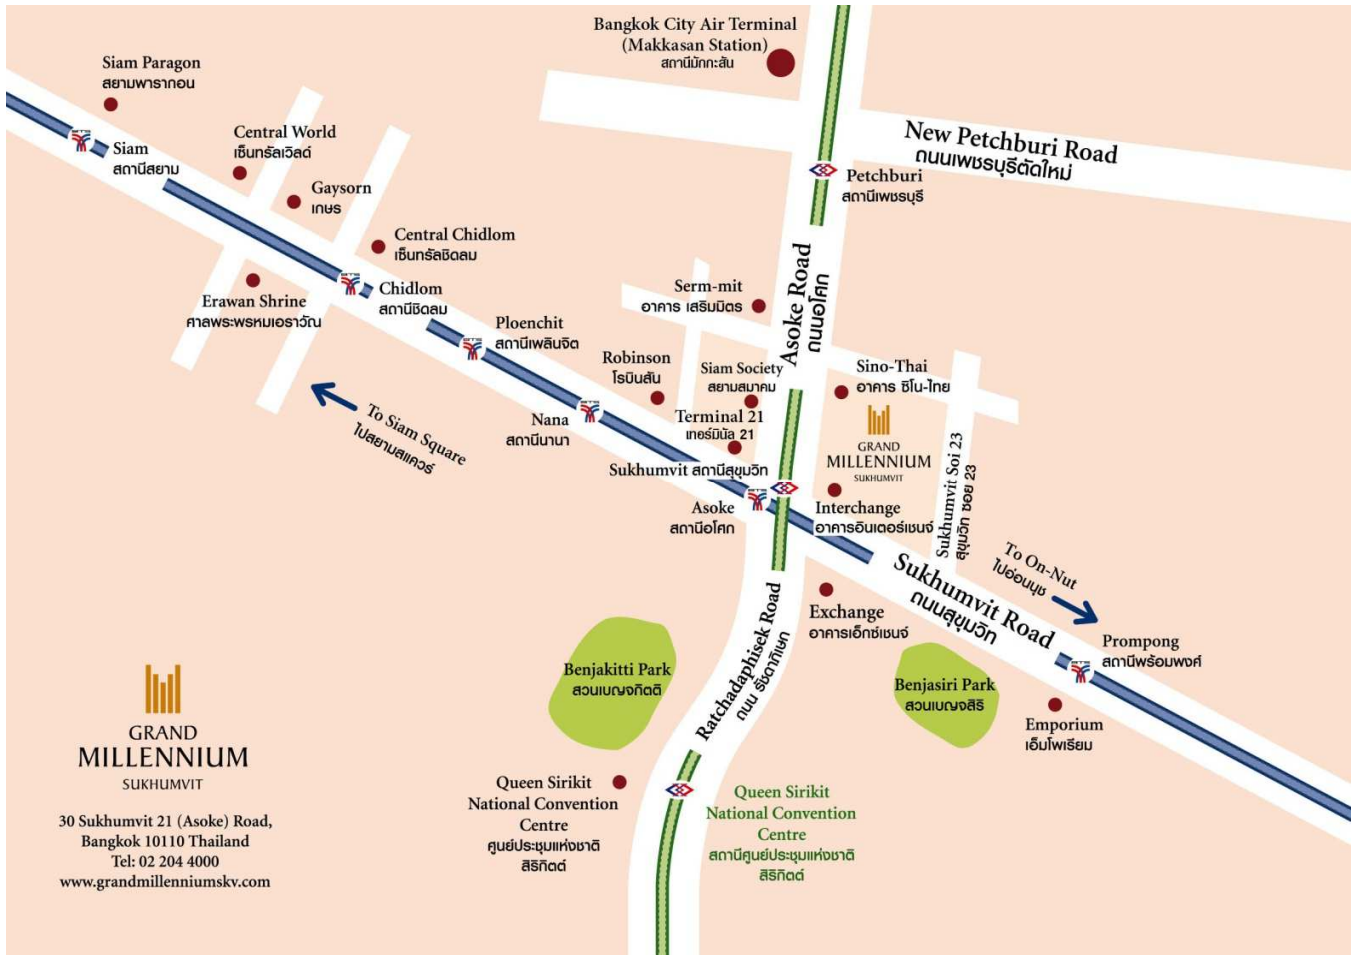 Bangkok City Air Terminal
(Makkasan Station)
สถานีมักกะสัน
Siam Paragon
สยามพารากอน
Siam
สถานีสยาม
Central World
เซ็นทรัลเวิลด์
Gaysorn
เกษร
Central Chidlom
เซ็นทรัลชิดลม
Erawan Shrine
ศาลพระพรหมเอราวัณ
Chidlom
สถานีชิดลม
New Petchburi Road
ถนนเพชรบุรีตัดใหม่
Petchburi
สถานีเพชรบุรี
Asoke Road
ถนนอโศก
Serm-mit
อาคาร เสริมมิตร
Ploenchit
สถานีเพลินจิต
Robinson
โรบินสัน
Siam Society
สยามสมาคม
Sino-Thai
อาคาร ซิโน-ไทย
To Siam Square
ไปสยามสแควร์
Nana
สถานีนานา
Terminal 21
เทอร์มินัล 21
GRAND
MILLENNIUM
SUKHUMVIT
Sukhumvit สถานีสุขุมวิท
Sukhumvit Soi 23
สุขุมวิท ซอย 23
Asoke
สถานีอโศก
Interchange
อาคารอินเตอร์เชนจ์
To On-Nut
ไปอ่อนนุช
Sukhumvit Road
ถนนสุขุมวิท
Exchange
อาคารเอ็กซ์เชนจ์
Prompong
สถานีพร้อมพงศ์
Ratchadaphisek Road
ถนน รัชดาภิเษก
Benjakitti Park
สวนเบญจกิตติ
Benjasiri Park
สวนเบญจสิริ
Emporium
เอ็มโพเรียม
Queen Sirikit
National Convention
Centre
ศูนย์ประชุมแห่งชาติ
สิริกิตต์
Queen Sirikit
National Convention
Centre
สถานีศูนย์ประชุมแห่งชาติ
สิริกิตต์
GRAND
MILLENNIUM
SUKHUMVIT
30 Sukhumvit 21 (Asoke) Road,
Bangkok 10110 Thailand
Tel: 02 204 4000
www.grandmillenniumskv.com